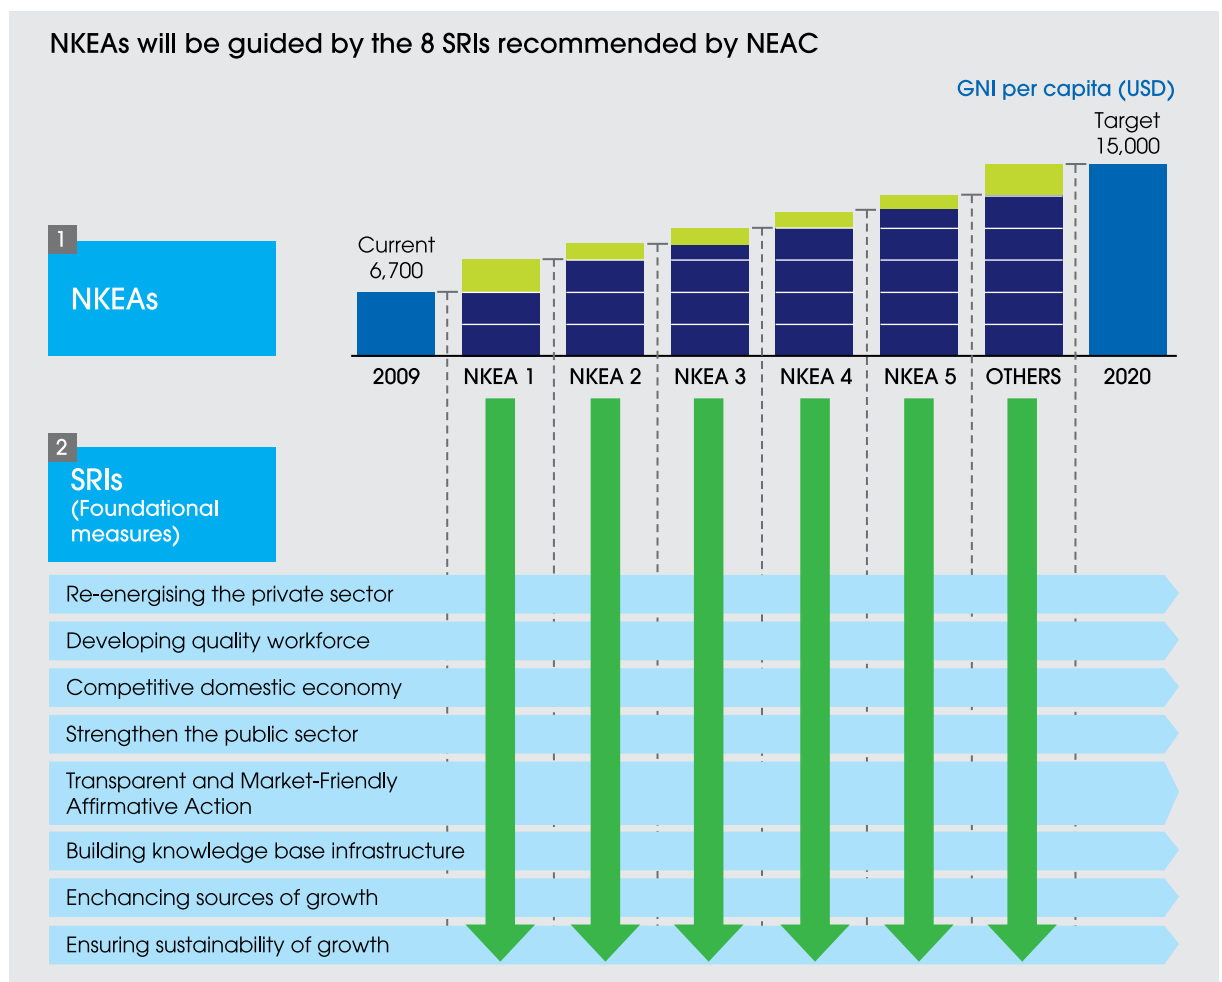 NKEAs will be guided by the 8 SRIs recommended by NEAC
GNI per capita (USD)
Target
15,000
1
NKEAs
Current
6,700
2009
NKEA 1
NKEA 2
NKEA 3
NKEA 4
NKEA 5
OTHERS
2020
2
SRIs
(Foundational
measures)
Re-energising the private sector
Developing quality workforce
Competitive domestic economy
Strengthen the public sector
Transparent and Market-Friendly
Affirmative Action
Building knowledge base infrastructure
Enchancing sources of growth
Ensuring sustainability of growth